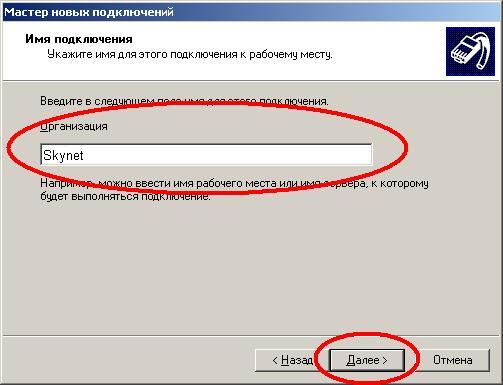 Мастер новых подключений
Имя подключения
Укажите имя для этого подключения к рабочему месту.
Введите в следующем поле имя для этого подключения.
Организация
Skynet
Например, можно ввести имя рабочего места или имя сервера, к которому
будет выполняться подключение.
< Назад
Далее >
Отмена